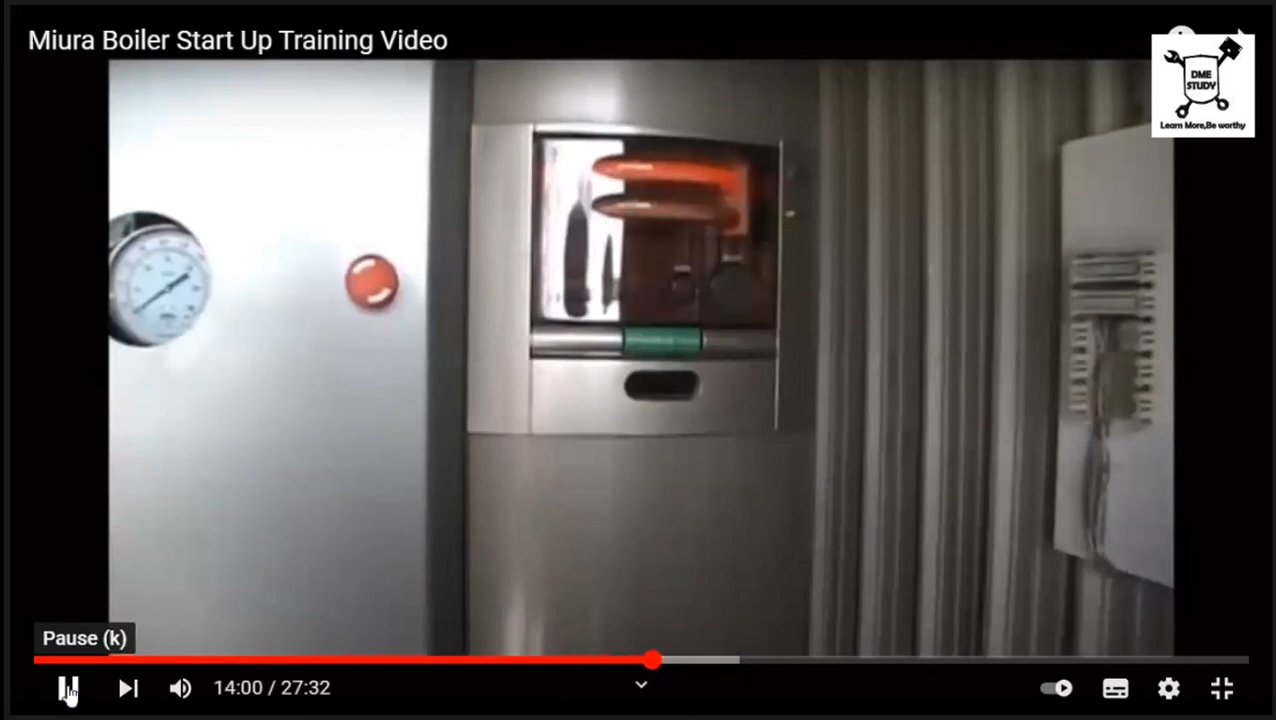 Miura Boiler Start Up Training Video
DME
STUDY
Learn More,Be worthy
Pause (k)
14:00 / 27:32